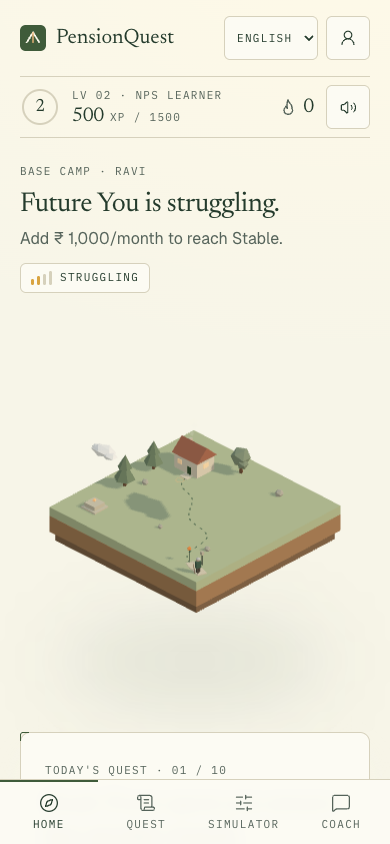 PensionQuest
ENGLISH
2
LV 02 · NPS LEARNER
500 XP / 1500
0
BASE CAMP · RAVI
Future You is struggling.
Add ₹ 1,000/month to reach Stable.
STRUGGLING
TODAY'S QUEST · 01 / 10
HOME
QUEST
SIMULATOR
COACH